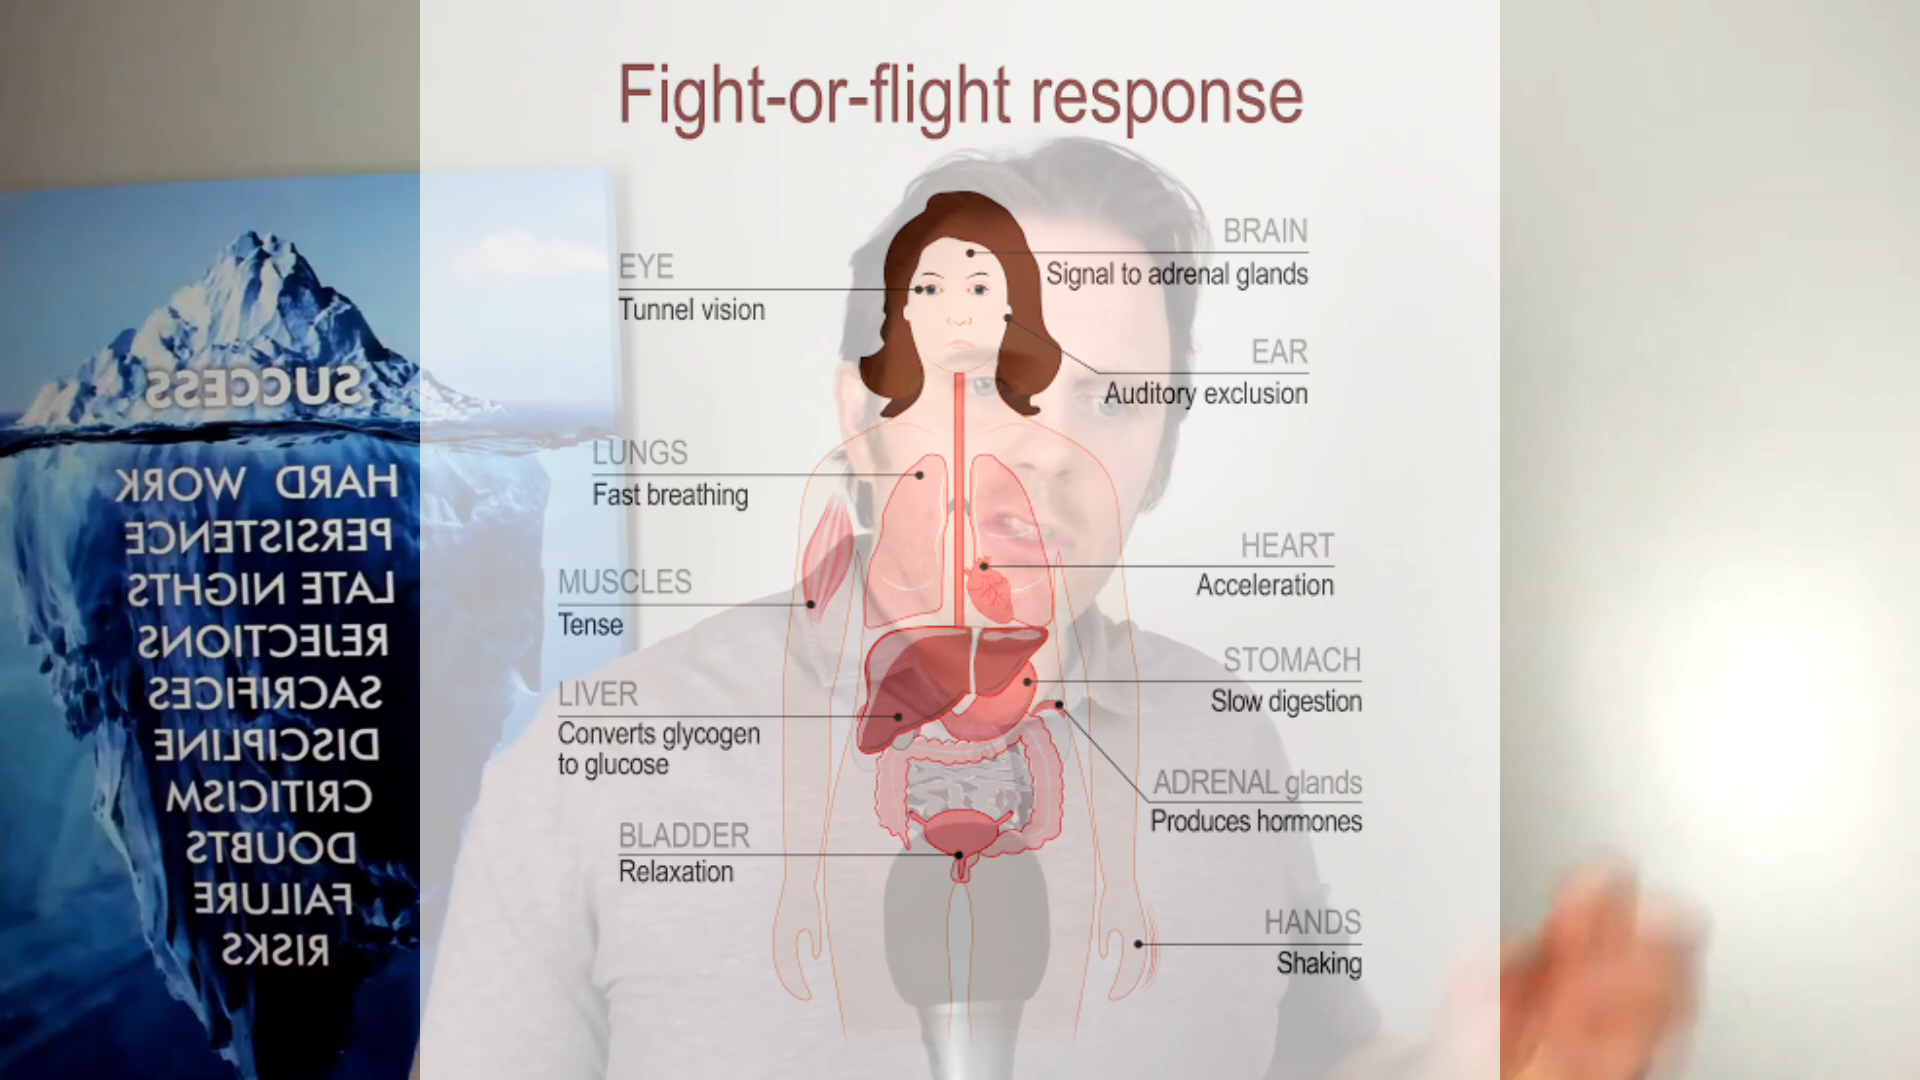 Fight-or-flight response
EYE
Tunnel vision
BRAIN
Signal to adrenal glands
EAR
Auditory exclusion
LUNGS
Fast breathing
HEART
Acceleration
MUSCLES
Tense
STOMACH
Slow digestion
LIVER
Converts glycogen
to glucose
ADRENAL glands
Produces hormones
BLADDER
Relaxation
HANDS
Shaking
SUCCESS
HARD WORK
PERSISTENCE
LATE NIGHTS
REJECTIONS
SACRIFICES
DISCIPLINE
CRITICISM
DOUBTS
FAILURE
RISKS